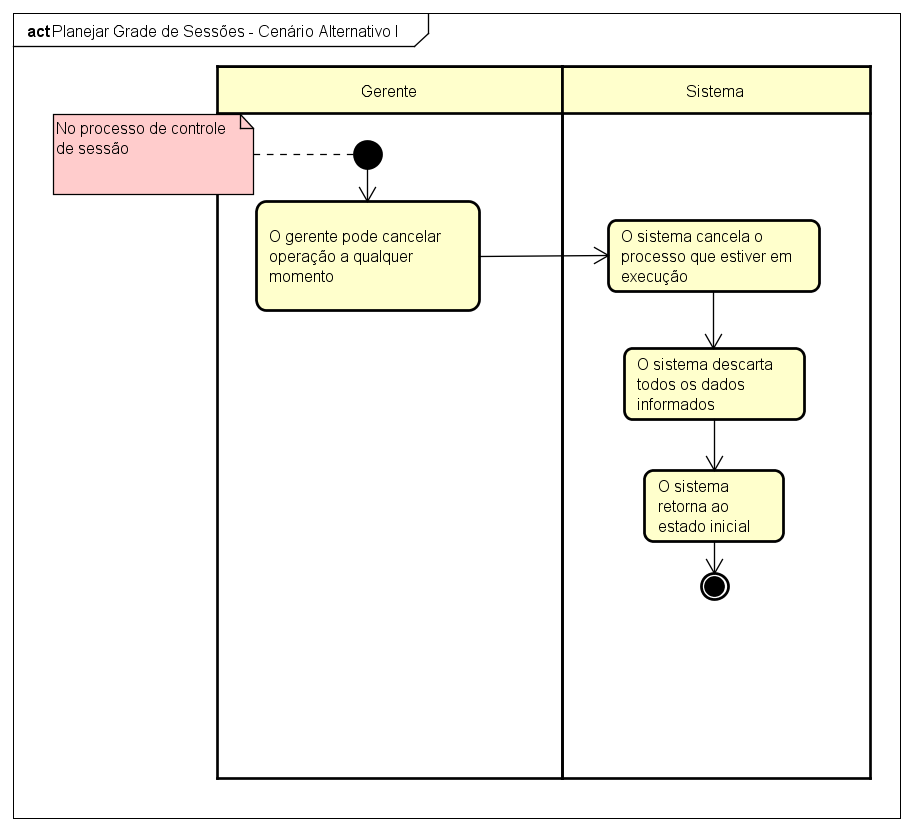 act Planejar Grade de Sessões - Cenário Alternativo I
Gerente
Sistema
No processo de controle
de sessão
O gerente pode cancelar
operação a qualquer
momento
O sistema cancela o
processo que estiver em
execução
O sistema descarta
todos os dados
informados
O sistema
retorna ao
estado inicial